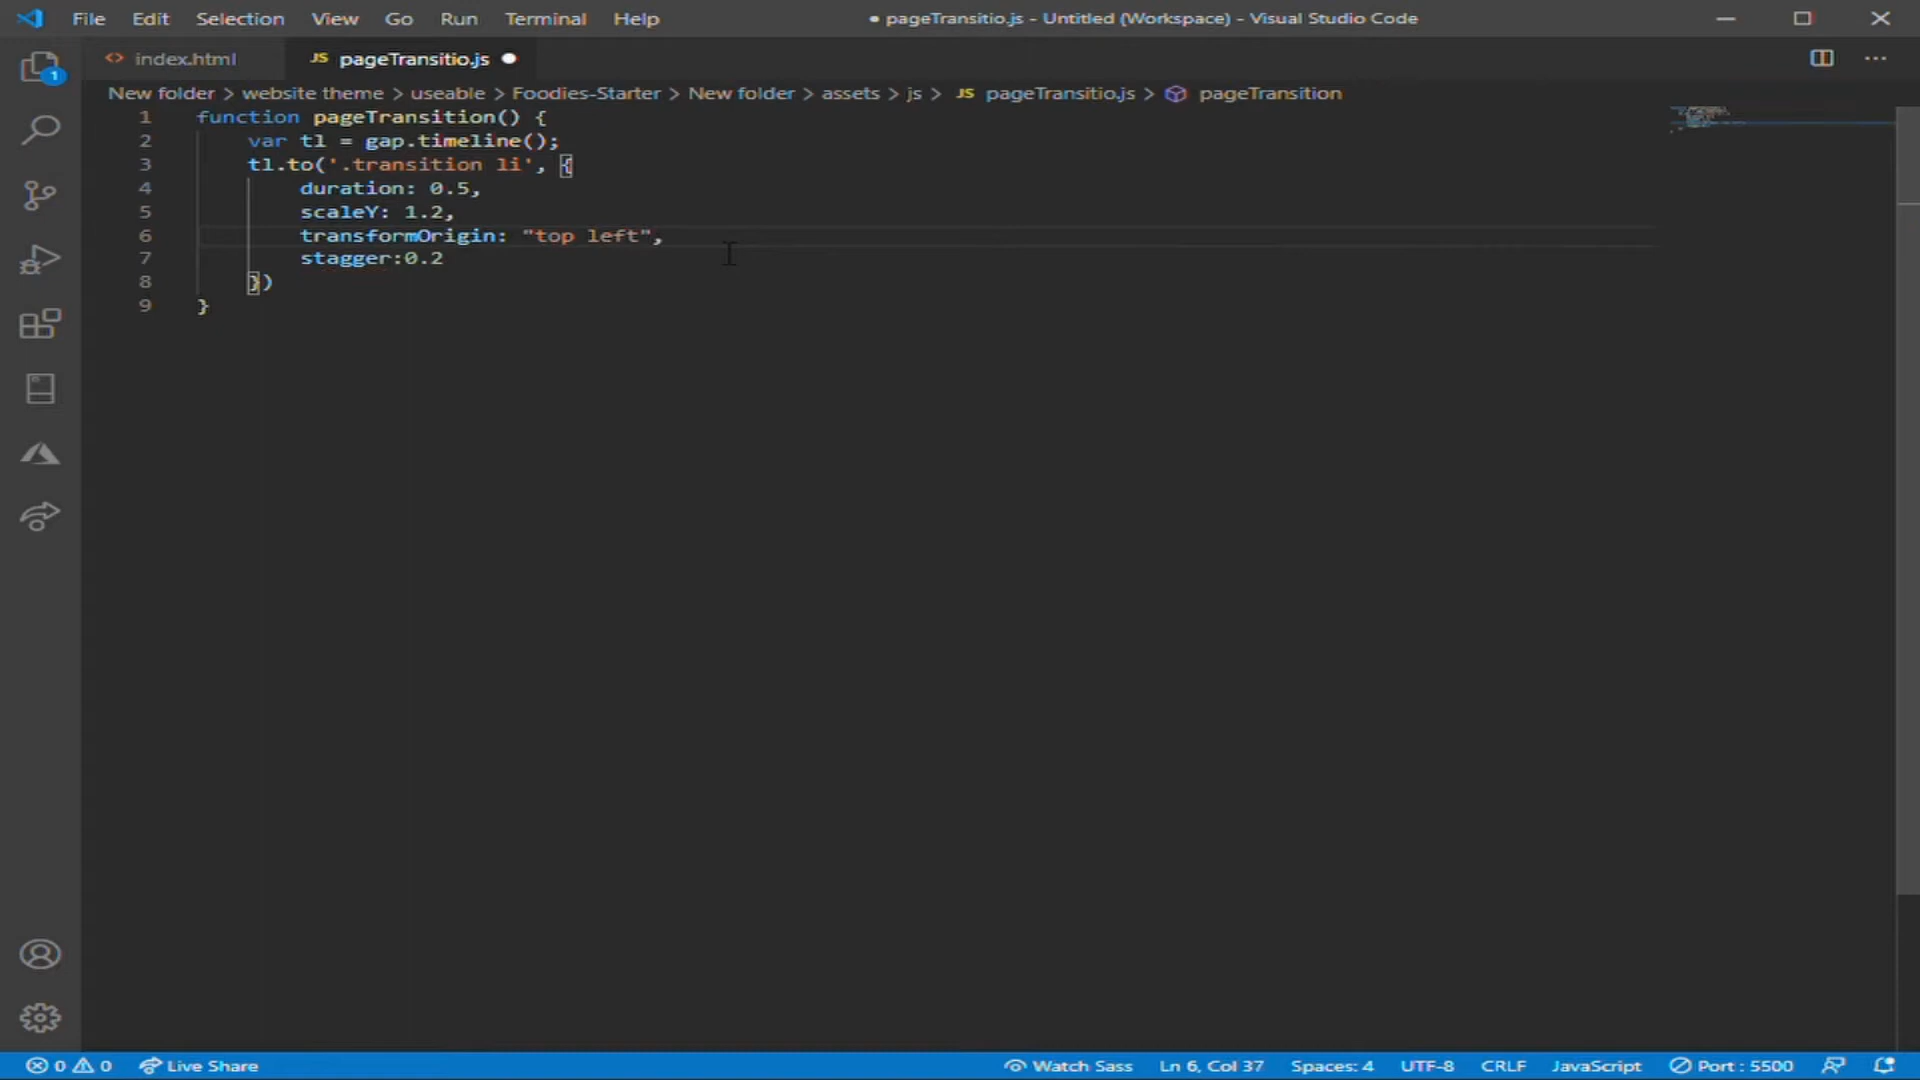 File Edit Selection View Go Run Terminal Help ● pageTransitio.js - Untitled (Workspace) - Visual Studio Code
<> index.html JS pageTransitio.js ●
New folder > website theme > useable > Foodies-Starter > New folder > assets > js > JS pageTransitio.js > pageTransition
1 function pageTransition() {
2 var tl = gap.timeline();
3 tl.to('.transition li', {
4 duration: 0.5,
5 scaleY: 1.2,
6 transformOrigin: "top left",
7 stagger:0.2
8 })
9 }
1
0 0 Live Share Watch Sass Ln 6, Col 37 Spaces: 4 UTF-8 CRLF JavaScript Port : 5500